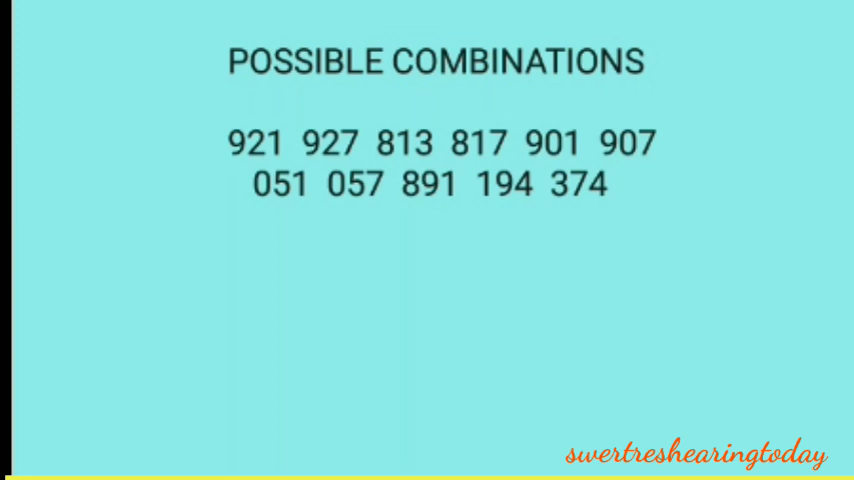 POSSIBLE COMBINATIONS
921 927 813 817 901 907
051 057 891 194 374
swertreshearingtoday